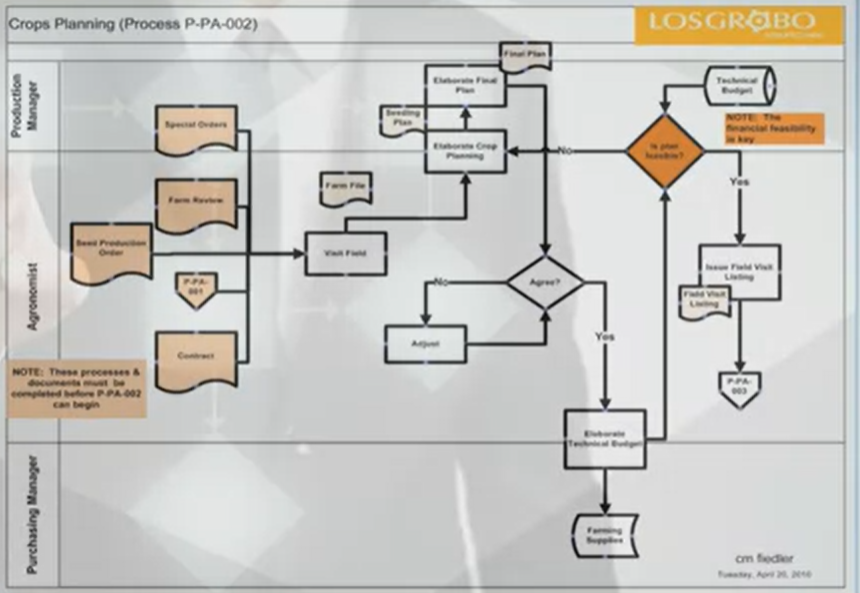 Crops Planning (Process P-PA-002)
LOSGROBO
Production
Manager
Agronomist
Purchasing Manager
Final Plan
Elaborate Final
Plan
Seeding
Plan
Elaborate Crop
Planning
Technical
Budget
NOTE: The
financial feasibility
is key
Is plan
feasible?
No
Yes
Special Orders
Farm Review
Seed Production
Order
P-PA-
001
Contract
NOTE: These processes &
documents must be
completed before P-PA-002
can begin
Farm File
Visit Field
Agree?
No
Adjust
Yes
Issue Field Visit
Listing
Field Visit
Listing
P-PA-
003
Elaborate
Technical Budget
Farming
Supplies
cm fiedler
Tuesday, April 20, 2010